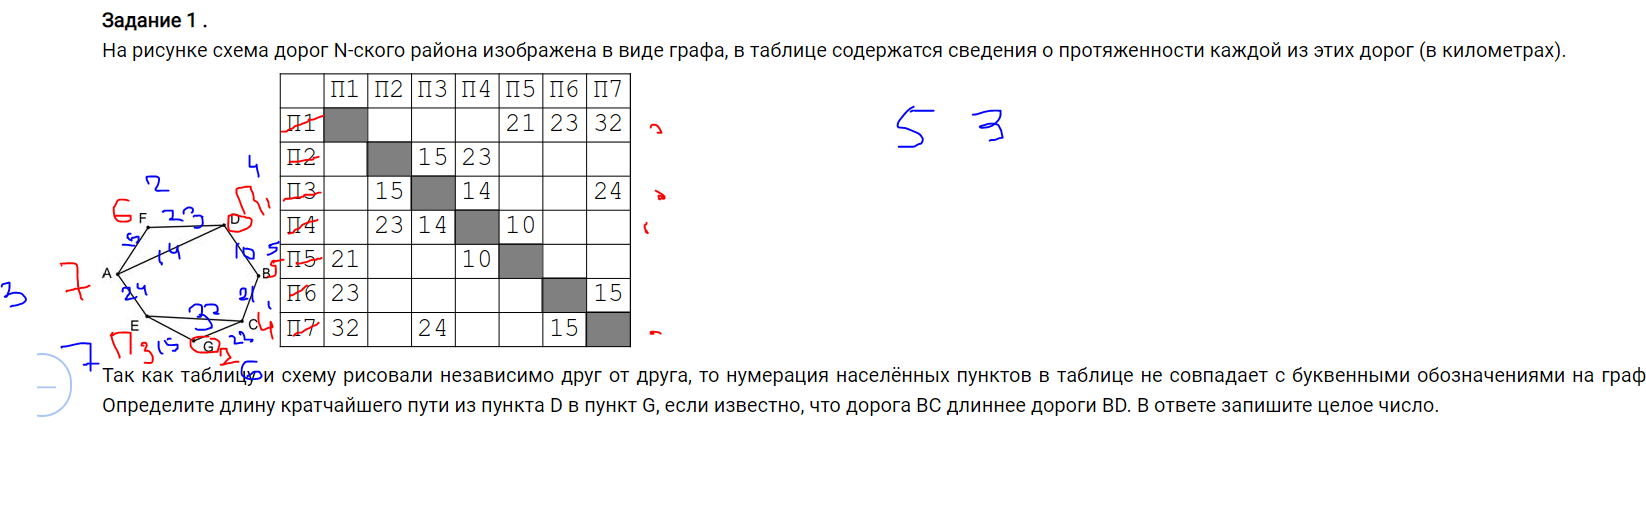 Задание 1 .
На рисунке схема дорог N-ского района изображена в виде графа, в таблице содержатся сведения о протяженности каждой из этих дорог (в километрах).
П1 П2 П3 П4 П5 П6 П7
П1 21 23 32
П2 15 23
П3 15 14 24
П4 23 14 10
П5 21 10
П6 23 15
П7 32 24 15
5 3
2 4
6 F 23 D П1
14 10 5
3 7 A B 5
24 21 1
32
E C 4
7 П3 15 G 2 23
6
Так как таблицу и схему рисовали независимо друг от друга, то нумерация населённых пунктов в таблице не совпадает с буквенными обозначениями на граф
Определите длину кратчайшего пути из пункта D в пункт G, если известно, что дорога BC длиннее дороги BD. В ответе запишите целое число.